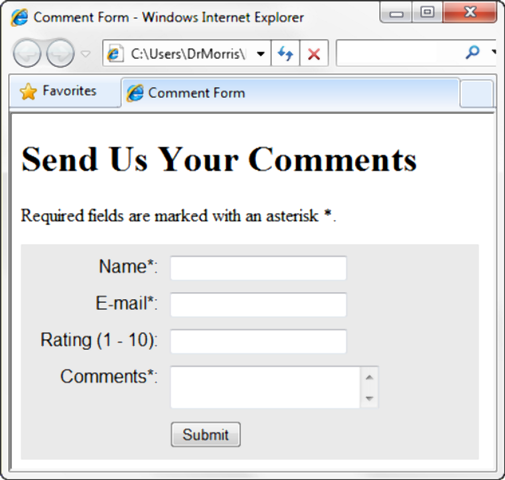 Comment Form - Windows Internet Explorer
C:\Users\DrMorris\
Favorites
Comment Form
Send Us Your Comments
Required fields are marked with an asterisk *.
Name*:
E-mail*:
Rating (1 - 10):
Comments*:
Submit